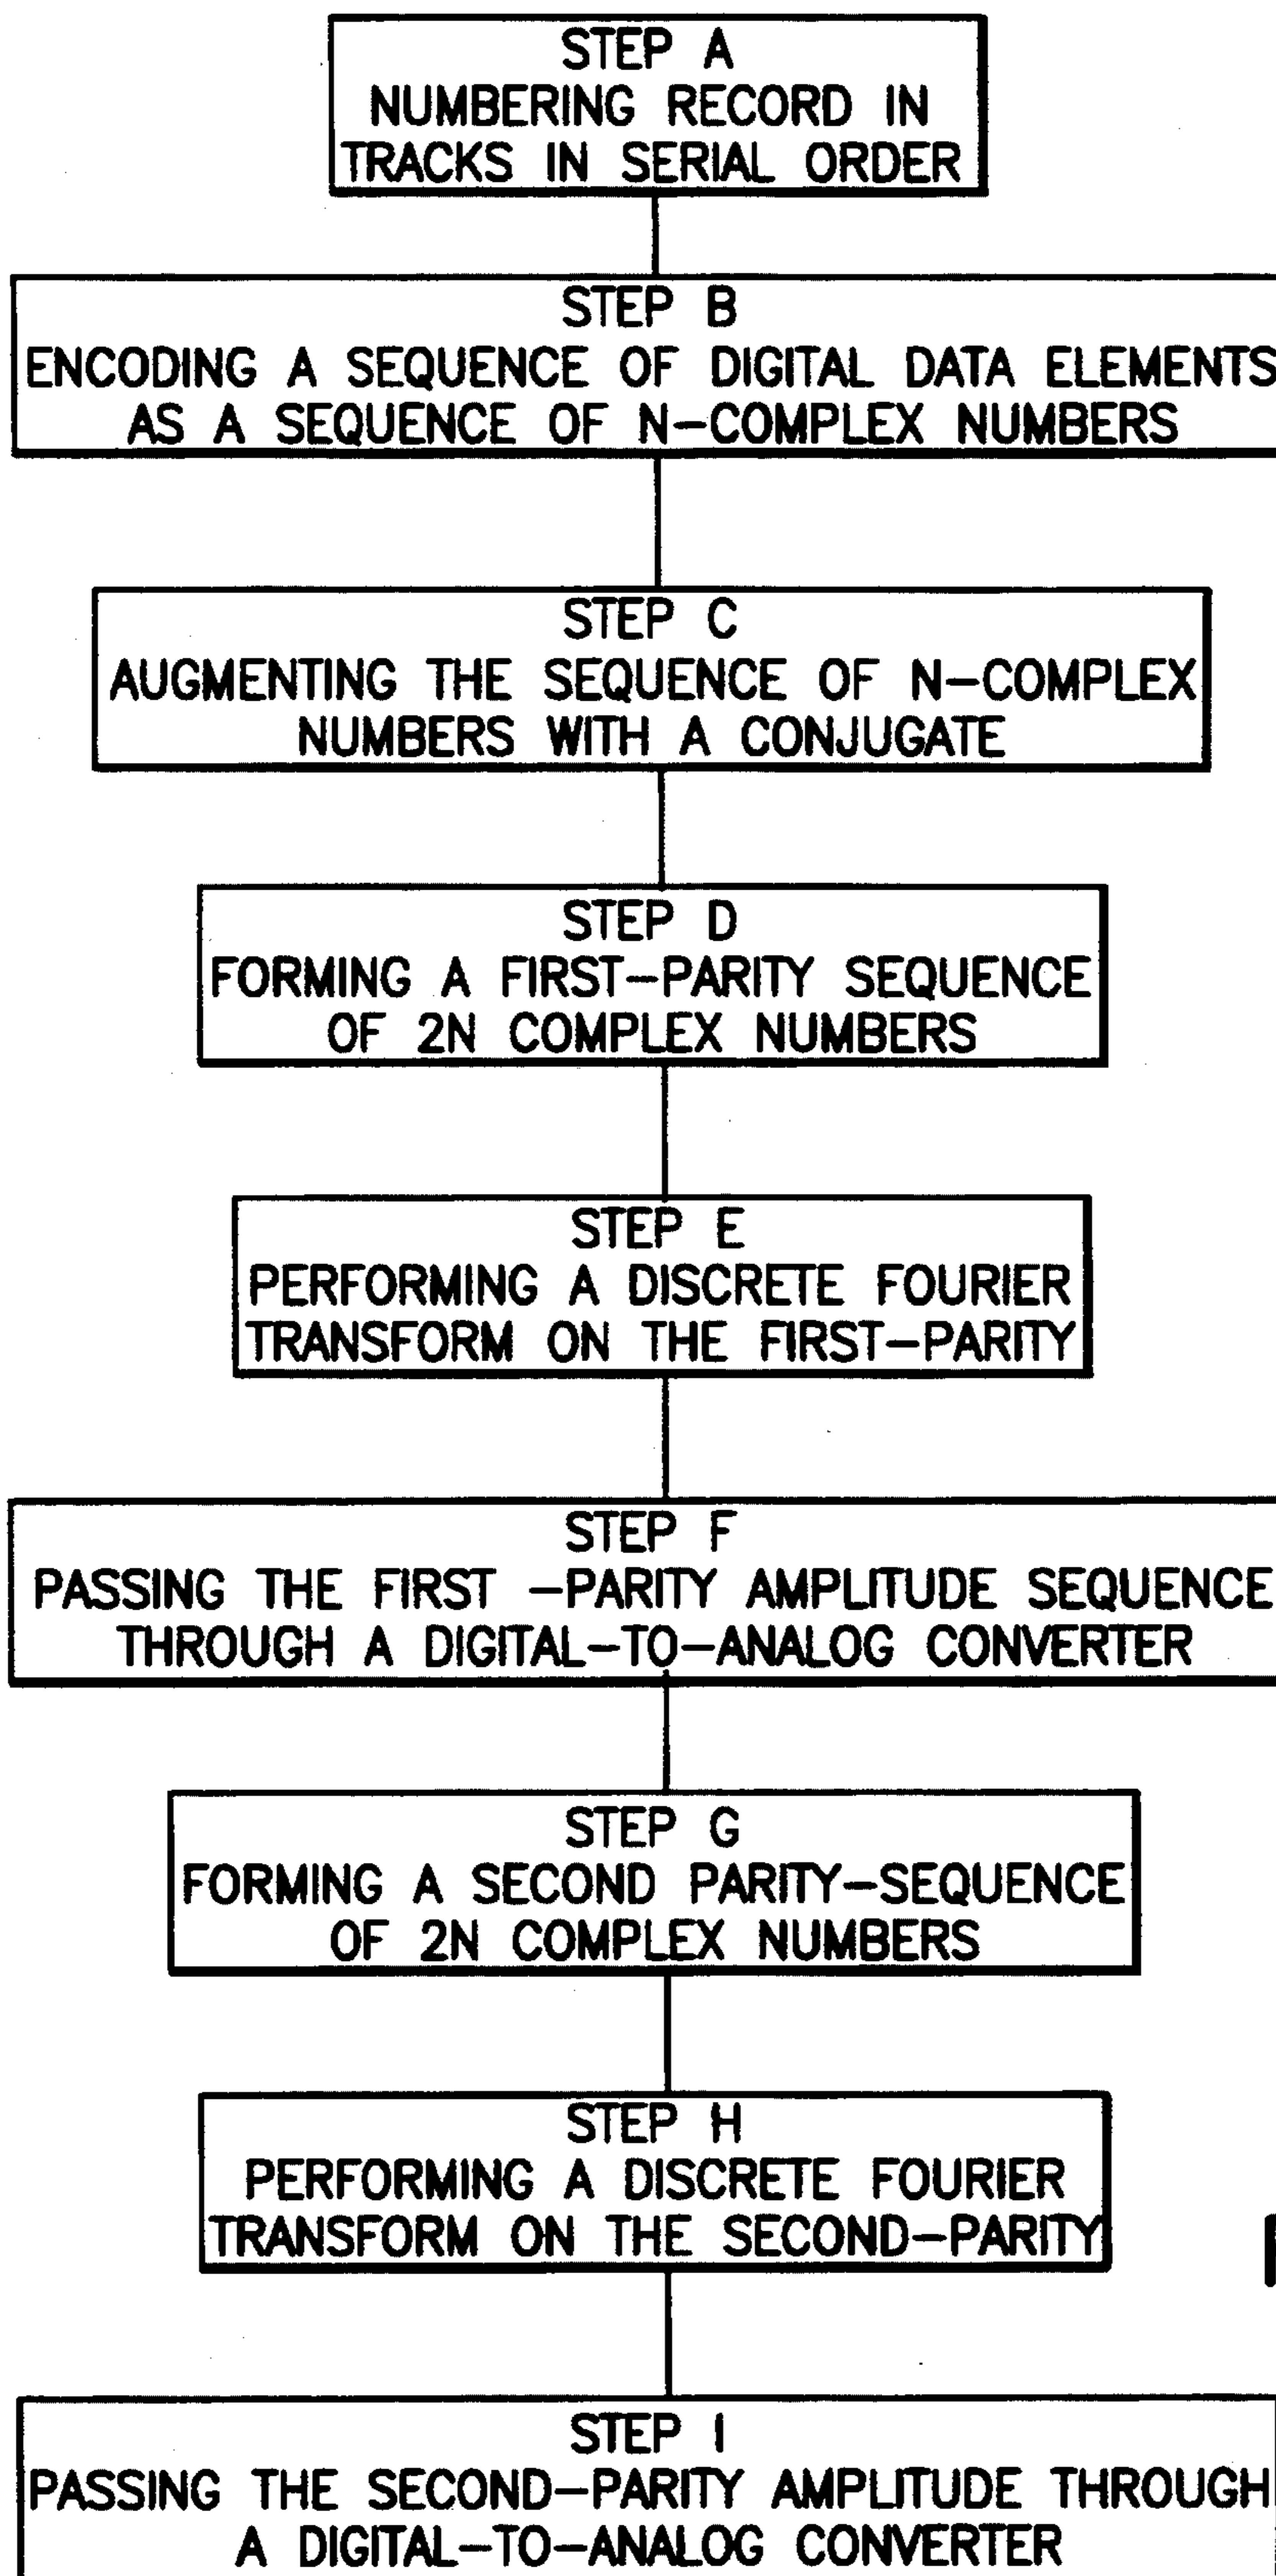 STEP A
NUMBERING RECORD IN
TRACKS IN SERIAL ORDER
STEP B
ENCODING A SEQUENCE OF DIGITAL DATA ELEMENTS
AS A SEQUENCE OF N-COMPLEX NUMBERS
STEP C
AUGMENTING THE SEQUENCE OF N-COMPLEX
NUMBERS WITH A CONJUGATE
STEP D
FORMING A FIRST-PARITY SEQUENCE
OF 2N COMPLEX NUMBERS
STEP E
PERFORMING A DISCRETE FOURIER
TRANSFORM ON THE FIRST-PARITY
STEP F
PASSING THE FIRST -PARITY AMPLITUDE SEQUENCE
THROUGH A DIGITAL-TO-ANALOG CONVERTER
STEP G
FORMING A SECOND PARITY-SEQUENCE
OF 2N COMPLEX NUMBERS
STEP H
PERFORMING A DISCRETE FOURIER
TRANSFORM ON THE SECOND-PARITY
STEP I
PASSING THE SECOND-PARITY AMPLITUDE THROUGH
A DIGITAL-TO-ANALOG CONVERTER